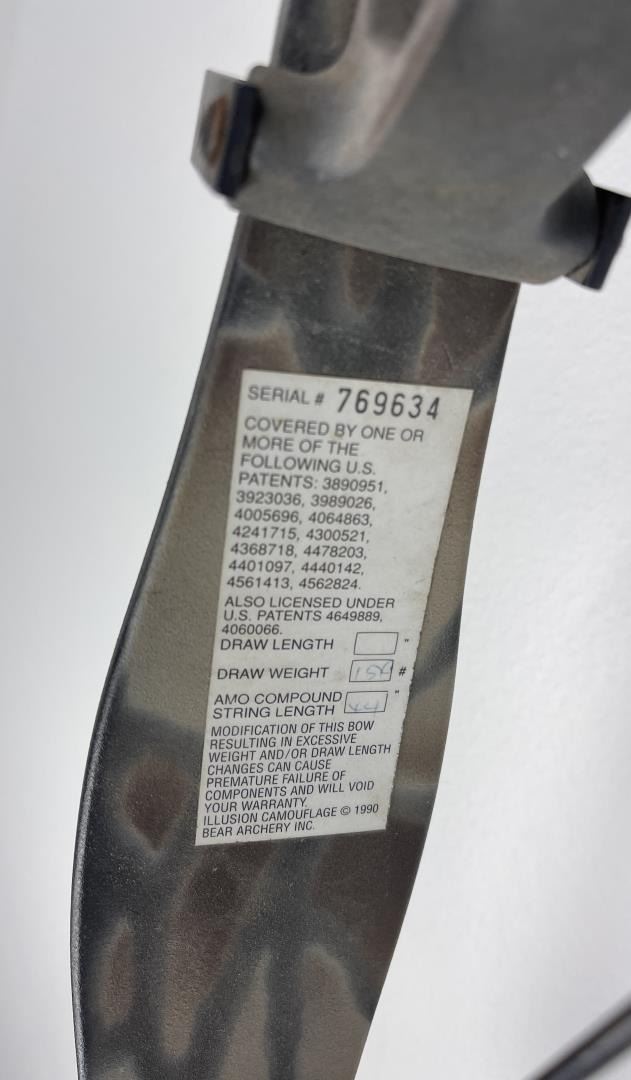 SERIAL # 769634
COVERED BY ONE OR
MORE OF THE
FOLLOWING U.S.
PATENTS: 3890951,
3923036, 3989026,
4005696, 4064863,
4241715, 4300521,
4368718, 4478203,
4401097, 4440142,
4561413, 4562824.
ALSO LICENSED UNDER
U.S. PATENTS 4649889,
4060066.
DRAW LENGTH "
DRAW WEIGHT #
AMO COMPOUND "
STRING LENGTH 44
MODIFICATION OF THIS BOW
RESULTING IN EXCESSIVE
WEIGHT AND/OR DRAW LENGTH
CHANGES CAN CAUSE
PREMATURE FAILURE OF
COMPONENTS AND WILL VOID
YOUR WARRANTY.
ILLUSION CAMOUFLAGE © 1990
BEAR ARCHERY INC.